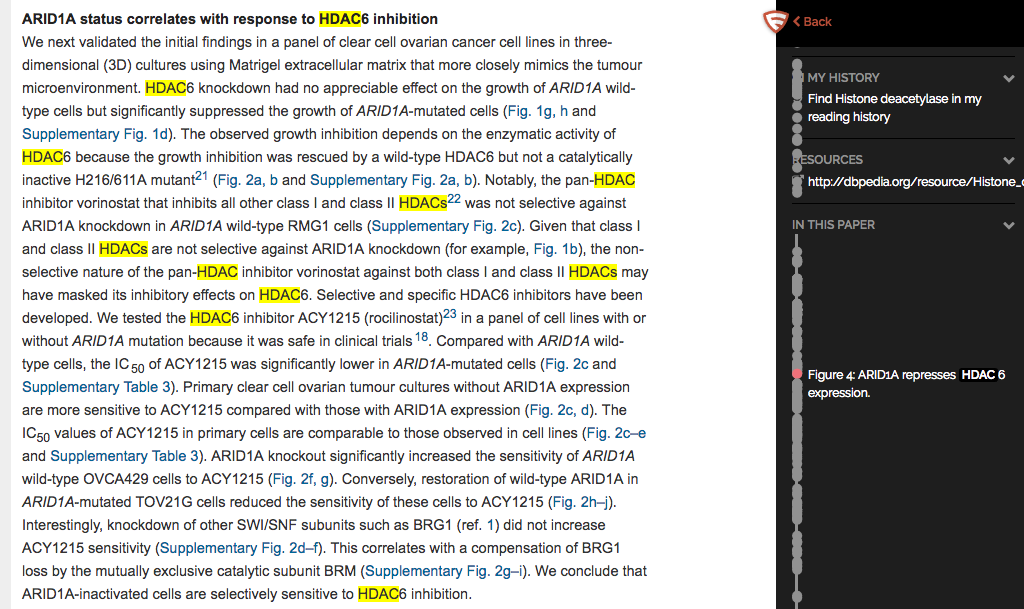 ARID1A status correlates with response to HDAC6 inhibition
We next validated the initial findings in a panel of clear cell ovarian cancer cell lines in three-
dimensional (3D) cultures using Matrigel extracellular matrix that more closely mimics the tumour
microenvironment. HDAC6 knockdown had no appreciable effect on the growth of ARID1A wild-
type cells but significantly suppressed the growth of ARID1A-mutated cells (Fig. 1g, h and
Supplementary Fig. 1d). The observed growth inhibition depends on the enzymatic activity of
HDAC6 because the growth inhibition was rescued by a wild-type HDAC6 but not a catalytically
inactive H216/611A mutant21 (Fig. 2a, b and Supplementary Fig. 2a, b). Notably, the pan-HDAC
inhibitor vorinostat that inhibits all other class I and class II HDACs22 was not selective against
ARID1A knockdown in ARID1A wild-type RMG1 cells (Supplementary Fig. 2c). Given that class I
and class II HDACs are not selective against ARID1A knockdown (for example, Fig. 1b), the non-
selective nature of the pan-HDAC inhibitor vorinostat against both class I and class II HDACs may
have masked its inhibitory effects on HDAC6. Selective and specific HDAC6 inhibitors have been
developed. We tested the HDAC6 inhibitor ACY1215 (rocilinostat)23 in a panel of cell lines with or
without ARID1A mutation because it was safe in clinical trials 18. Compared with ARID1A wild-
type cells, the IC50 of ACY1215 was significantly lower in ARID1A-mutated cells (Fig. 2c and
Supplementary Table 3). Primary clear cell ovarian tumour cultures without ARID1A expression
are more sensitive to ACY1215 compared with those with ARID1A expression (Fig. 2c, d). The
IC50 values of ACY1215 in primary cells are comparable to those observed in cell lines (Fig. 2c–e
and Supplementary Table 3). ARID1A knockout significantly increased the sensitivity of ARID1A
wild-type OVCA429 cells to ACY1215 (Fig. 2f, g). Conversely, restoration of wild-type ARID1A in
ARID1A-mutated TOV21G cells reduced the sensitivity of these cells to ACY1215 (Fig. 2h–j).
Interestingly, knockdown of other SWI/SNF subunits such as BRG1 (ref. 1) did not increase
ACY1215 sensitivity (Supplementary Fig. 2d–f). This correlates with a compensation of BRG1
loss by the mutually exclusive catalytic subunit BRM (Supplementary Fig. 2g–i). We conclude that
ARID1A-inactivated cells are selectively sensitive to HDAC6 inhibition.
Back
MY HISTORY
Find Histone deacetylase in my
reading history
RESOURCES
http://dbpedia.org/resource/Histone_
IN THIS PAPER
Figure 4: ARID1A represses HDAC 6
expression.